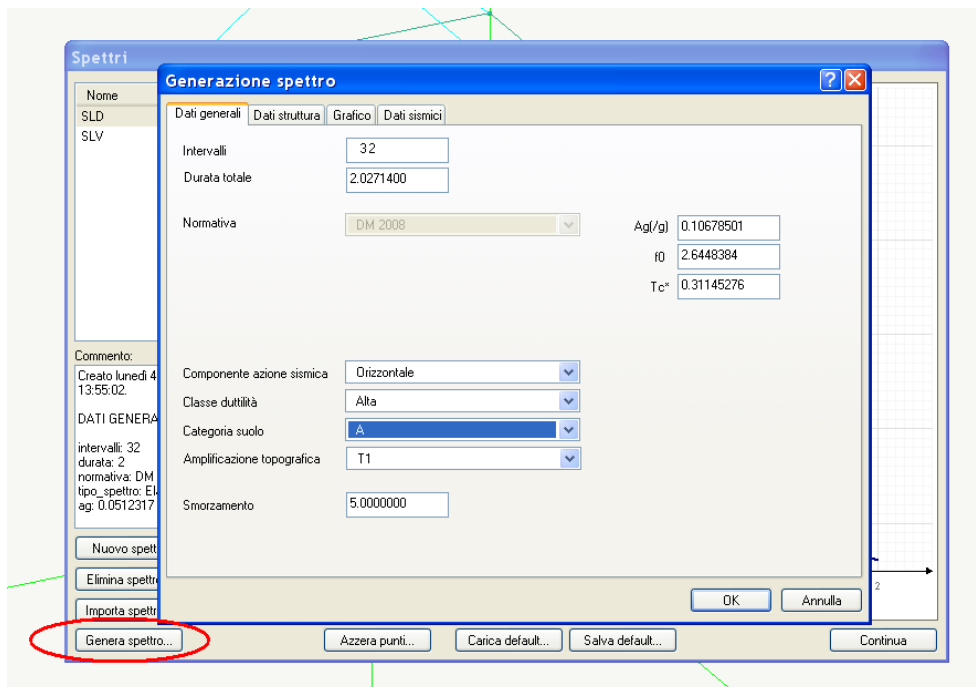 Spettri
Nome
SLD
SLV
Commento:
Creato lunedì 4
13:55:02.
DATI GENERA
intervalli: 32
durata: 2
normativa: DM
tipo_spettro:
ag: 0.0512317
Nuovo spett
Elimina spettr
Importa spettr
Genera spettro...
Azzera punti...
Carica default...
Salva default...
Continua
2
Generazione spettro
Dati generali Dati struttura Grafico Dati sismici
Intervalli 32
Durata totale 2.0271400
Normativa DM 2008
Ag(/g) 0.10678501
f0 2.6448384
Tc* 0.31145276
Componente azione sismica Orizzontale
Classe duttilità Alta
Categoria suolo A
Amplificazione topografica T1
Smorzamento 5.0000000
OK Annulla